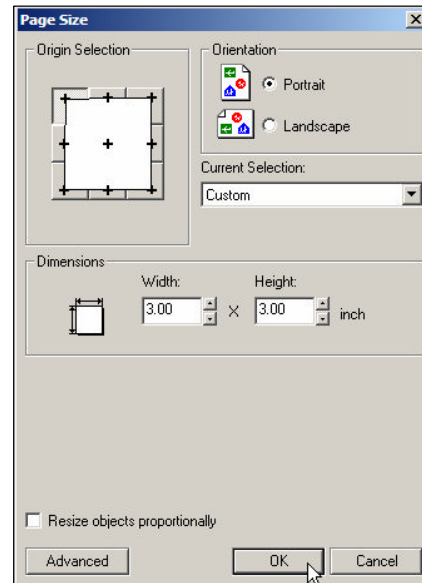 Page Size
Origin Selection
Orientation
Portrait
Landscape
Current Selection:
Custom
Dimensions
Width:
Height:
3.00
X
3.00
inch
Resize objects proportionally
Advanced
OK
Cancel